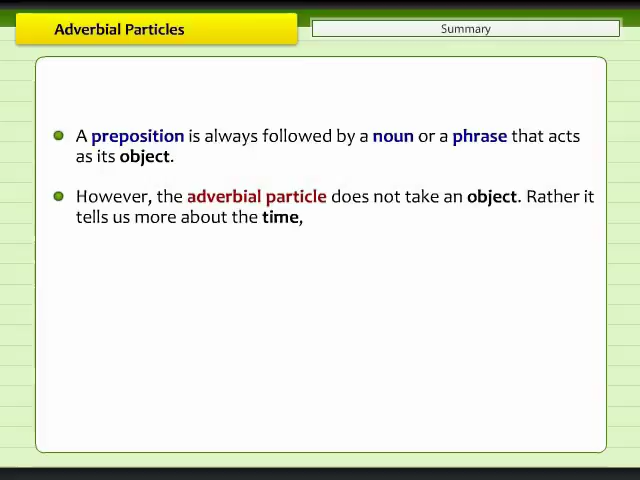 Adverbial Particles
Summary
A preposition is always followed by a noun or a phrase that acts
as its object.
However, the adverbial particle does not take an object. Rather it
tells us more about the time,